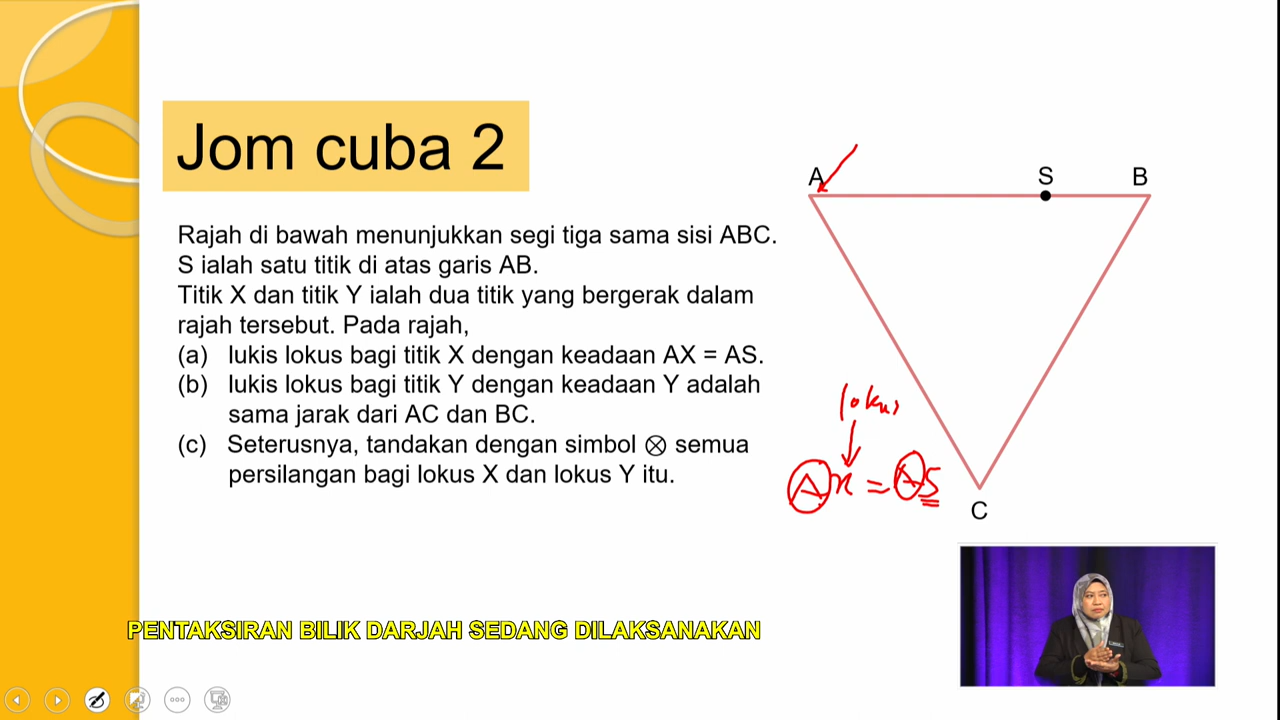 Jom cuba 2
Rajah di bawah menunjukkan segi tiga sama sisi ABC.
S ialah satu titik di atas garis AB.
Titik X dan titik Y ialah dua titik yang bergerak dalam
rajah tersebut. Pada rajah,
(a) lukis lokus bagi titik X dengan keadaan AX = AS.
(b) lukis lokus bagi titik Y dengan keadaan Y adalah
sama jarak dari AC dan BC.
(c) Seterusnya, tandakan dengan simbol ⊗ semua
persilangan bagi lokus X dan lokus Y itu.
A S B
lokus
AX = AS
C
PENTAKSIRAN BILIK DARJAH SEDANG DILAKSANAKAN